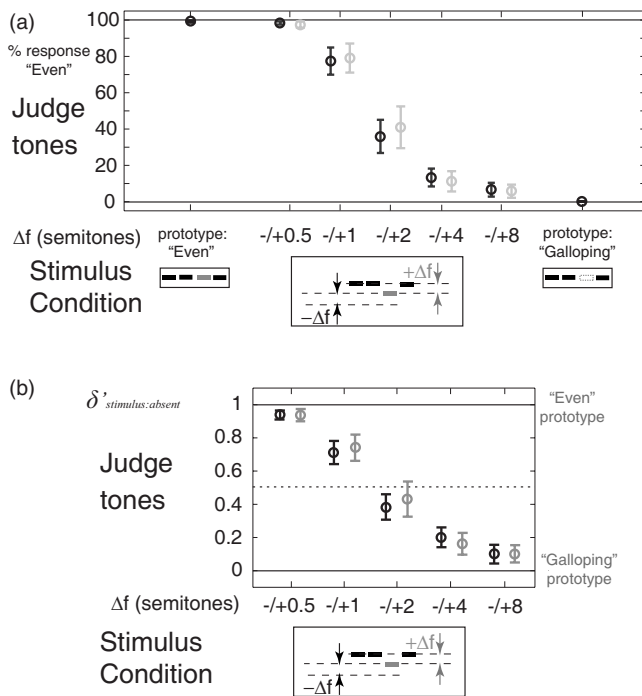 (a)
100
% response
"Even"
80
Judge
tones
60
40
20
0
Δf (semitones)
prototype:
"Even"
-/+0.5 -/+1 -/+2 -/+4 -/+8
prototype:
"Galloping"
Stimulus
Condition
+Δf
−Δf
(b)
δ'stimulus:absent
1
"Even"
prototype
0.8
Judge
tones
0.6
0.4
0.2
0
"Galloping"
prototype
Δf (semitones)
-/+0.5 -/+1 -/+2 -/+4 -/+8
Stimulus
Condition
+Δf
−Δf